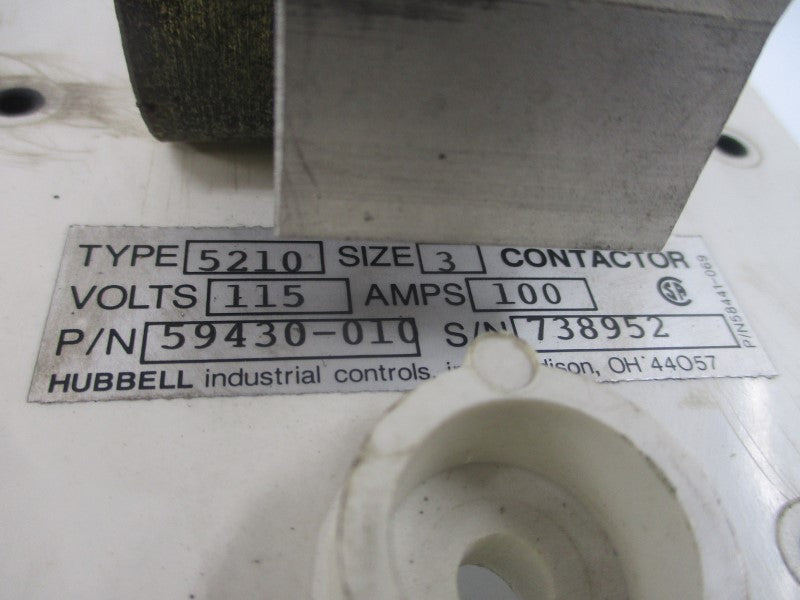 TYPE 5210 SIZE 3 CONTACTOR
VOLTS 115 AMPS 100
P/N 59430-010 S/N 738952
HUBBELL industrial controls, OH 44057
P/N58441-069